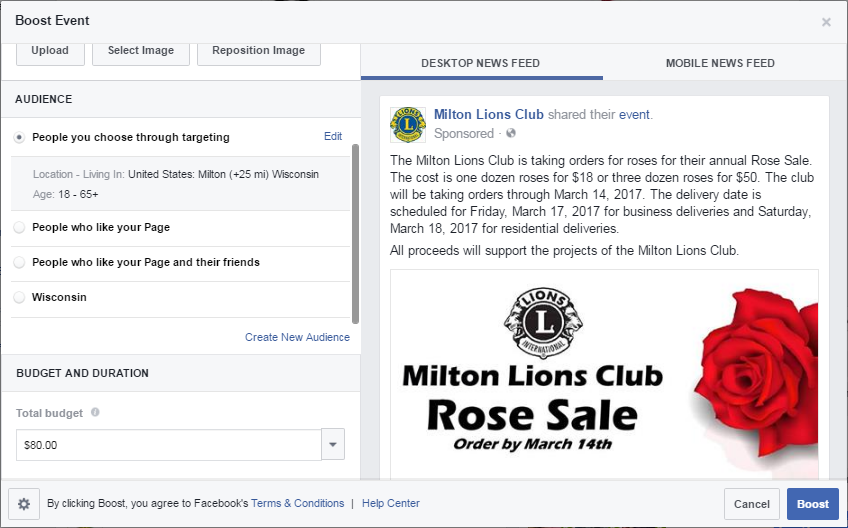 Boost Event
×
Upload
Select Image
Reposition Image
AUDIENCE
People you choose through targeting
Edit
Location - Living In: United States: Milton (+25 mi) Wisconsin
Age: 18 - 65+
People who like your Page
People who like your Page and their friends
Wisconsin
Create New Audience
BUDGET AND DURATION
Total budget
$80.00
DESKTOP NEWS FEED
MOBILE NEWS FEED
LIONS
L
INTERNATIONAL
Milton Lions Club shared their event.
Sponsored ·
The Milton Lions Club is taking orders for roses for their annual Rose Sale.
The cost is one dozen roses for $18 or three dozen roses for $50. The club
will be taking orders through March 14, 2017. The delivery date is
scheduled for Friday, March 17, 2017 for business deliveries and Saturday,
March 18, 2017 for residential deliveries.
All proceeds will support the projects of the Milton Lions Club.
LIONS
L
INTERNATIONAL
Milton Lions Club
Rose Sale
Order by March 14th
By clicking Boost, you agree to Facebook's Terms & Conditions | Help Center
Cancel
Boost